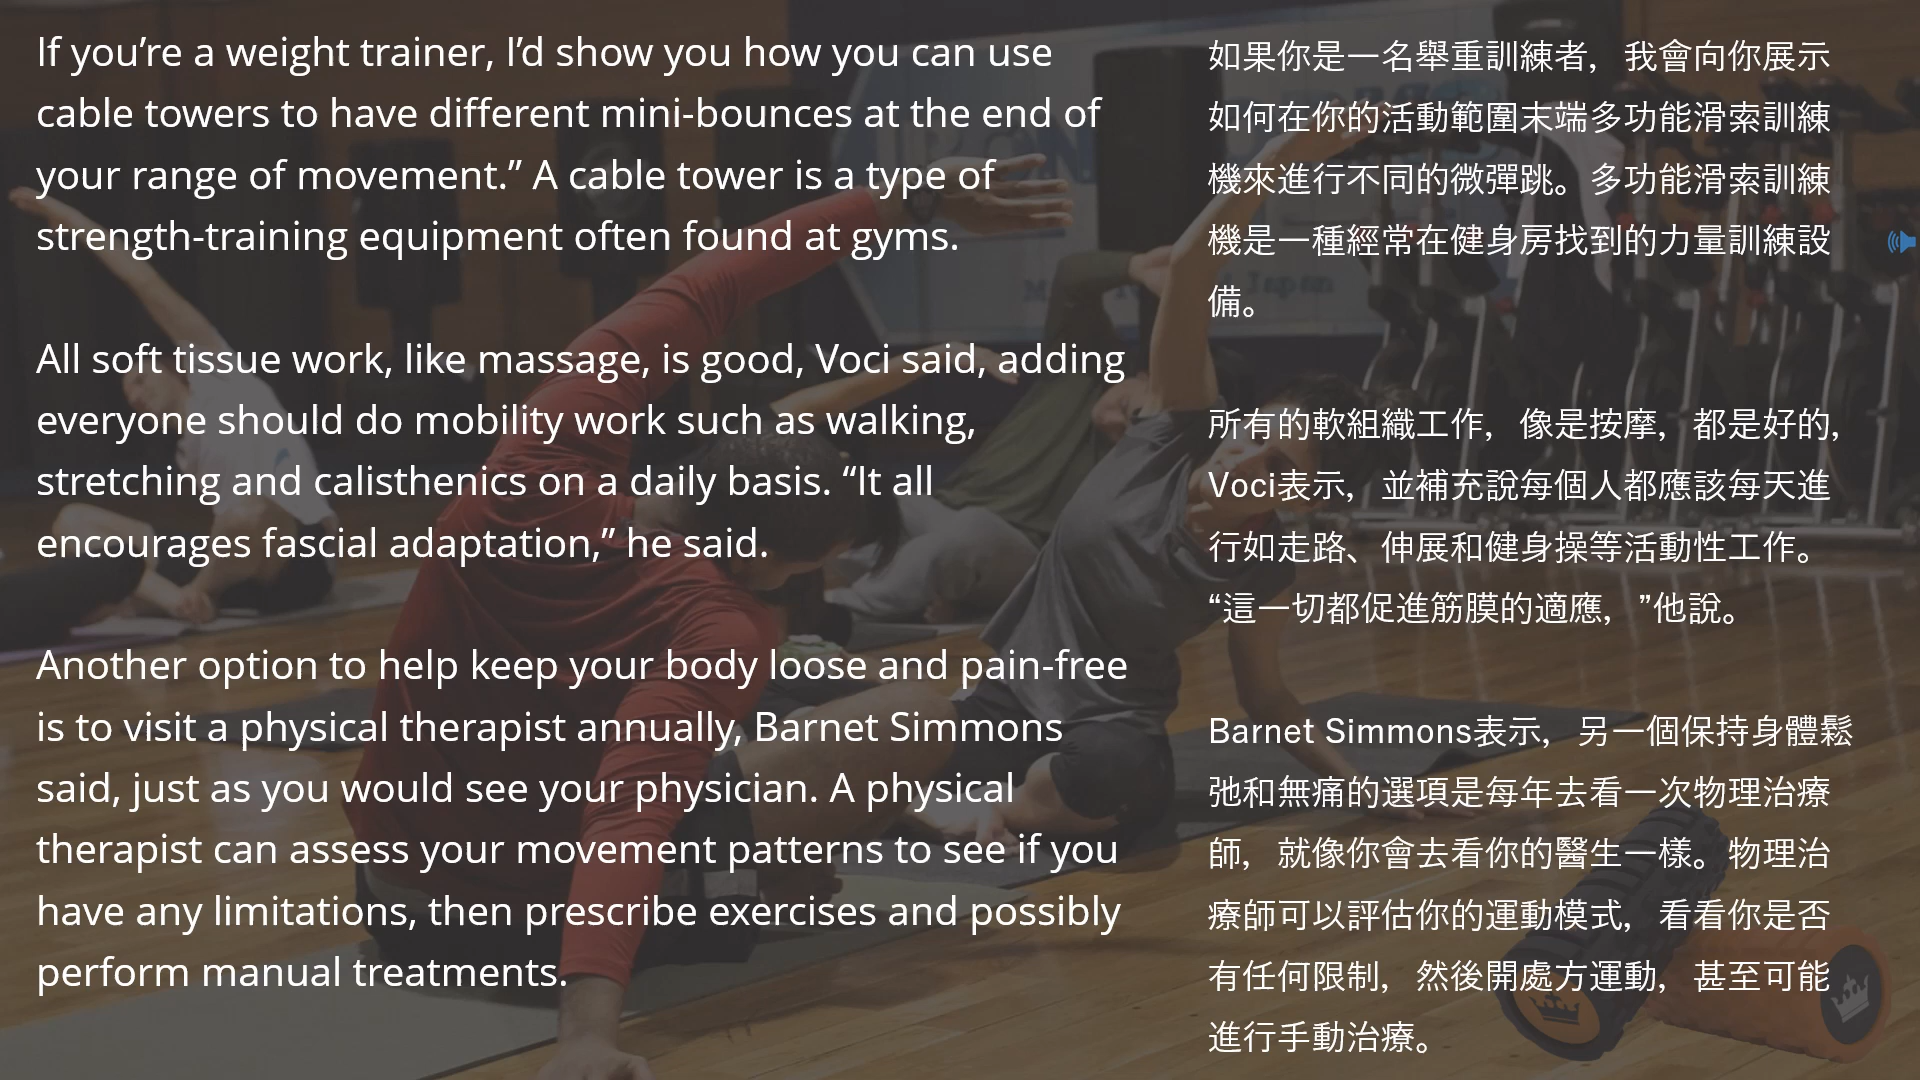 If you’re a weight trainer, I’d show you how you can use
cable towers to have different mini-bounces at the end of
your range of movement.” A cable tower is a type of
strength-training equipment often found at gyms.
All soft tissue work, like massage, is good, Voci said, adding
everyone should do mobility work such as walking,
stretching and calisthenics on a daily basis. “It all
encourages fascial adaptation,” he said.
Another option to help keep your body loose and pain-free
is to visit a physical therapist annually, Barnet Simmons
said, just as you would see your physician. A physical
therapist can assess your movement patterns to see if you
have any limitations, then prescribe exercises and possibly
perform manual treatments.
如果你是一名舉重訓練者，我會向你展示
如何在你的活動範圍末端多功能滑索訓練
機來進行不同的微彈跳。多功能滑索訓練
機是一種經常在健身房找到的力量訓練設
備。
所有的軟組織工作，像是按摩，都是好的，
Voci表示，並補充說每個人都應該每天進
行如走路、伸展和健身操等活動性工作。
“這一切都促進筋膜的適應，”他說。
Barnet Simmons表示，另一個保持身體鬆
弛和無痛的選項是每年去看一次物理治療
師，就像你會去看你的醫生一樣。物理治
療師可以評估你的運動模式，看看你是否
有任何限制，然後開處方運動，甚至可能
進行手動治療。